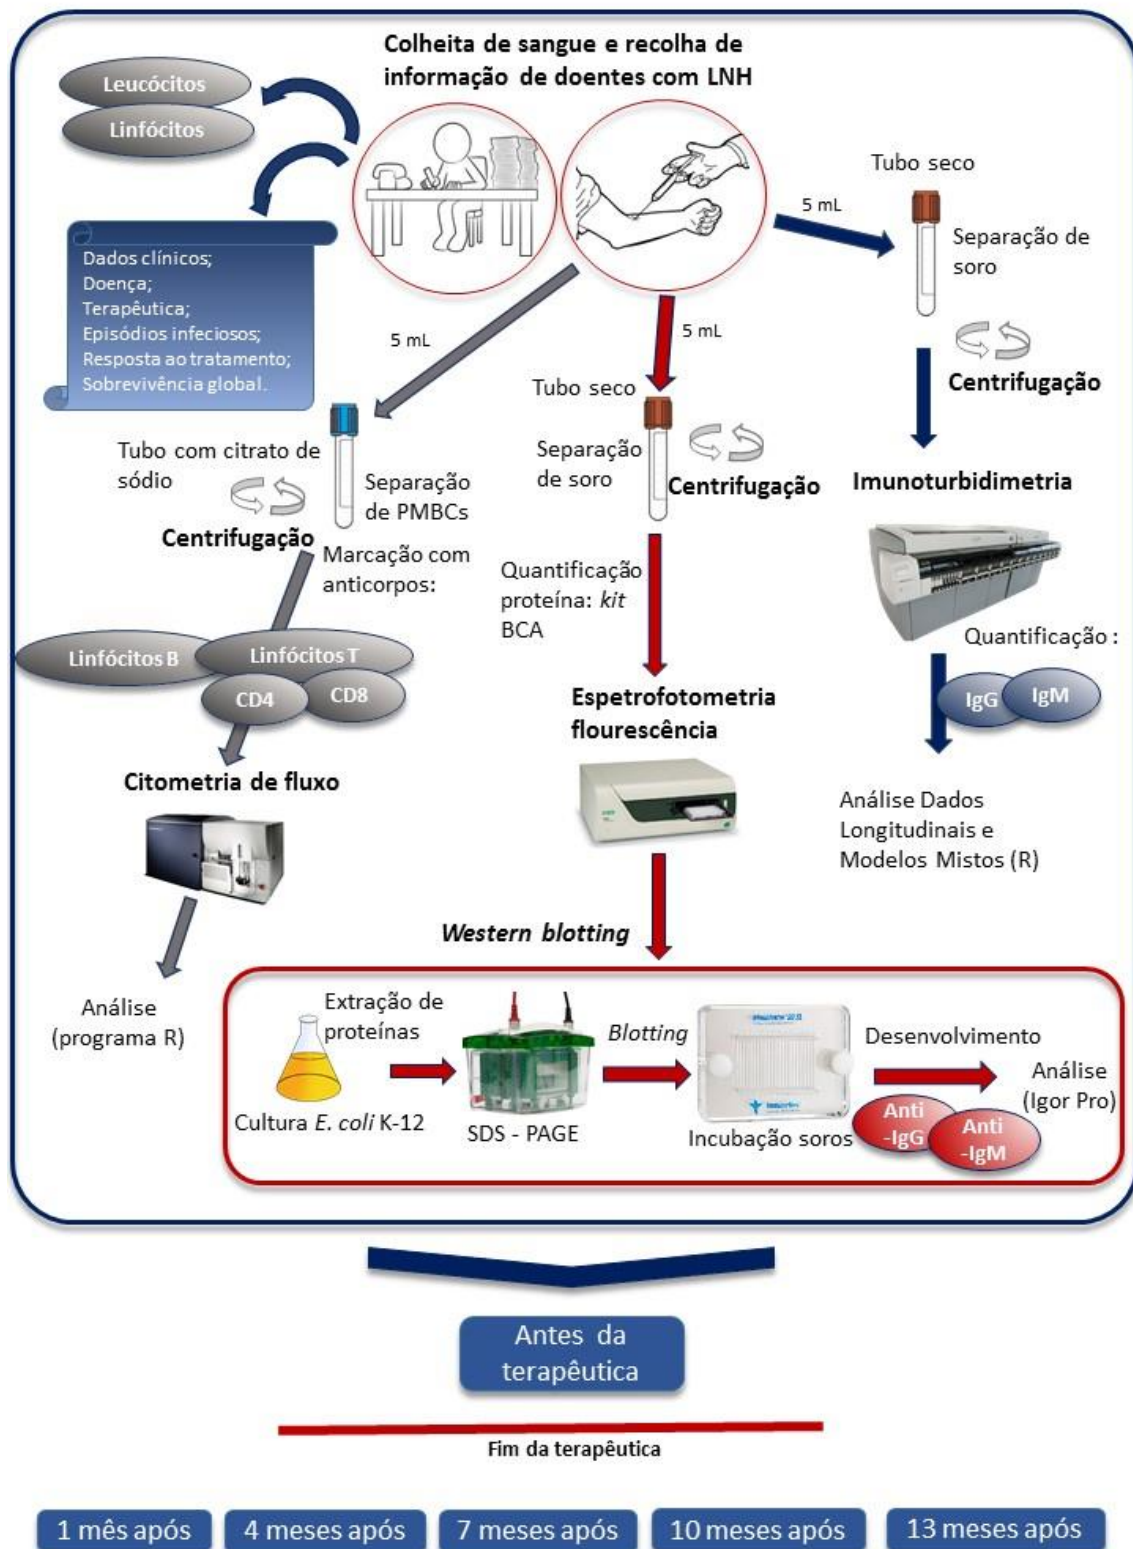 Colheita de sangue e recolha de
informação de doentes com LNH
Leucócitos
Linfócitos
Dados clínicos;
Doença;
Terapêutica;
Episódios infeciosos;
Resposta ao tratamento;
Sobrevivência global.
5 mL
5 mL
5 mL
Tubo seco
Separação de
soro
Centrifugação
Tubo com citrato de
sódio
Centrifugação
Separação
de PMBCs
Marcação com
anticorpos:
Tubo seco
Separação
de soro
Centrifugação
Imunoturbidimetria
Quantificação
proteína: kit
BCA
Linfócitos B
Linfócitos T
CD4
CD8
Quantificação :
IgG
IgM
Citometria de fluxo
Espetrofotometria
flourescência
Análise Dados
Longitudinais e
Modelos Mistos (R)
Western blotting
Análise
(programa R)
Extração de
proteínas
Cultura E. coli K-12
SDS - PAGE
Blotting
Incubação soros
Desenvolvimento
Anti
-IgG
Anti
-IgM
Análise
(Igor Pro)
Antes da
terapêutica
Fim da terapêutica
1 mês após
4 meses após
7 meses após
10 meses após
13 meses após